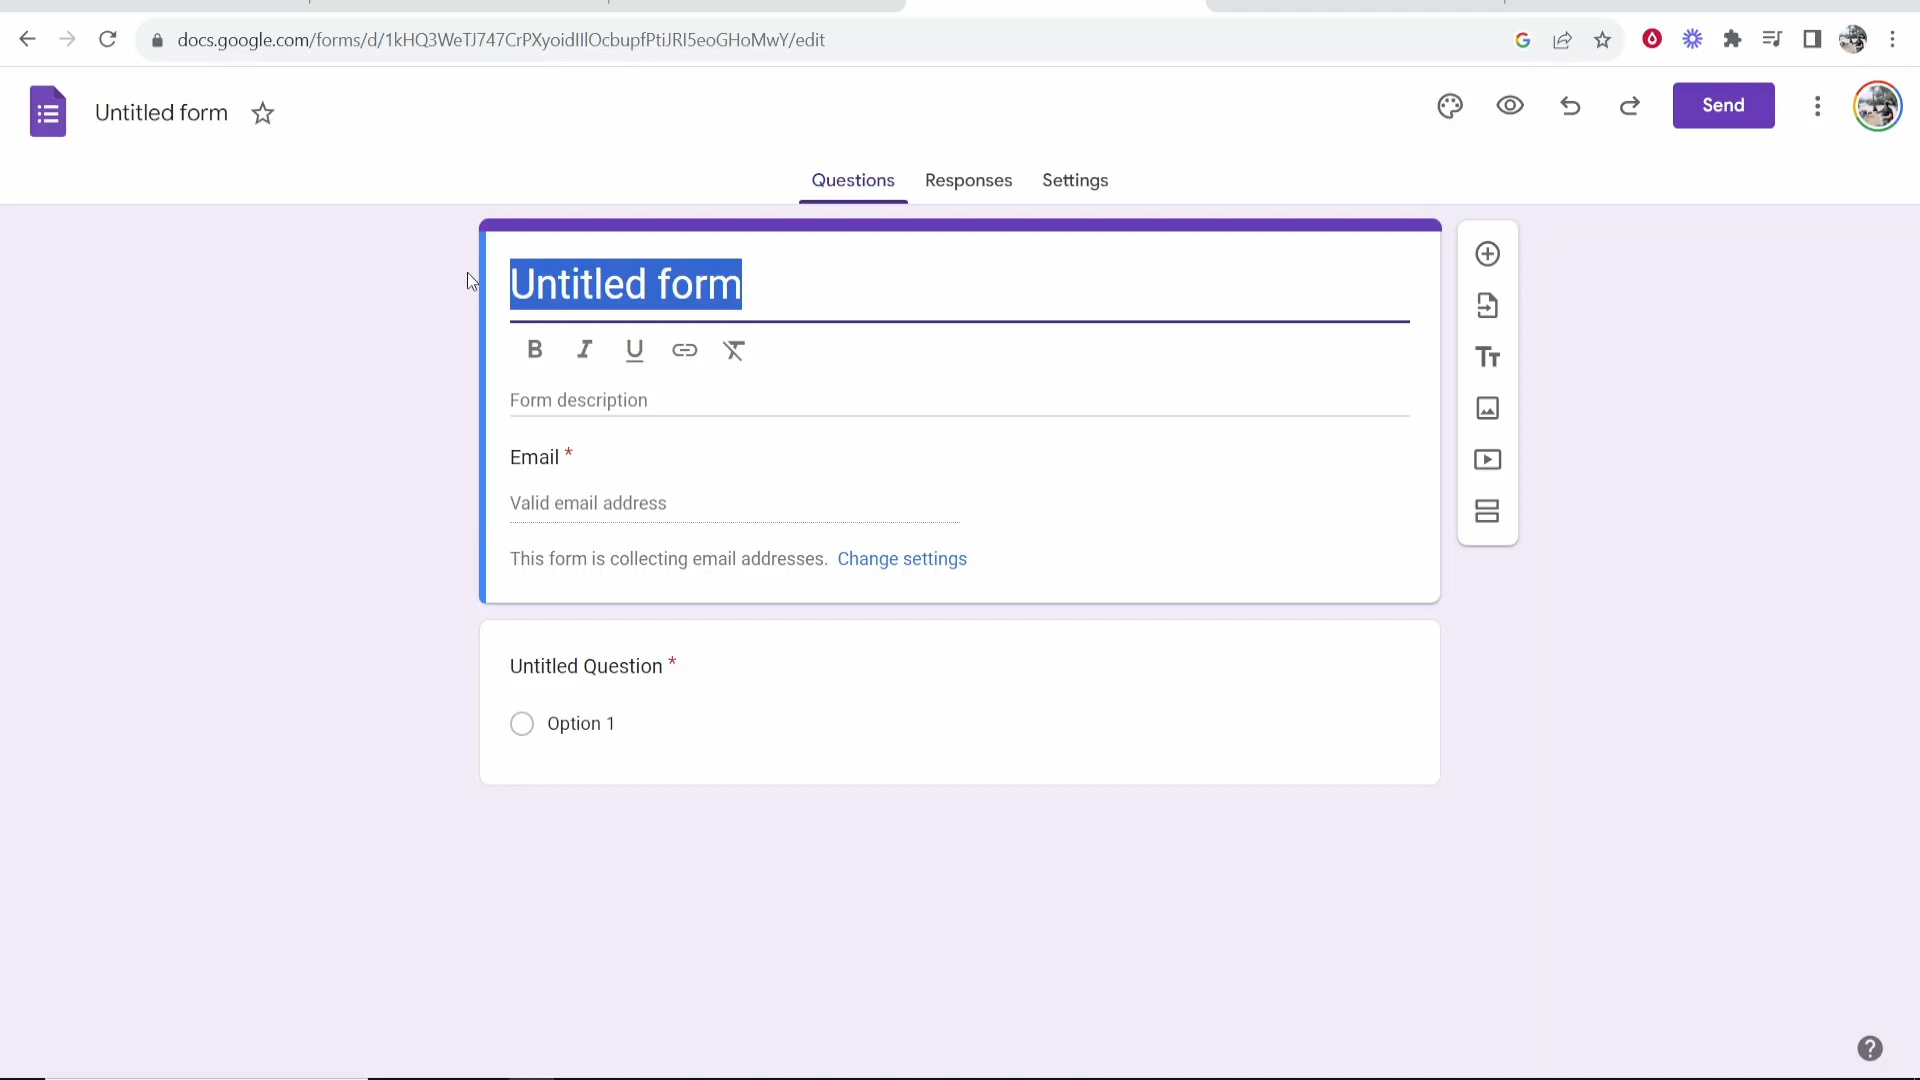 docs.google.com/forms/d/1kHQ3WeTJ747CrPXyoidIIlOcbupfPtiJRI5eoGHoMwY/edit
Untitled form
Send
Questions Responses Settings
Untitled form
B I U
Form description
Email *
Valid email address
This form is collecting email addresses. Change settings
Untitled Question *
Option 1